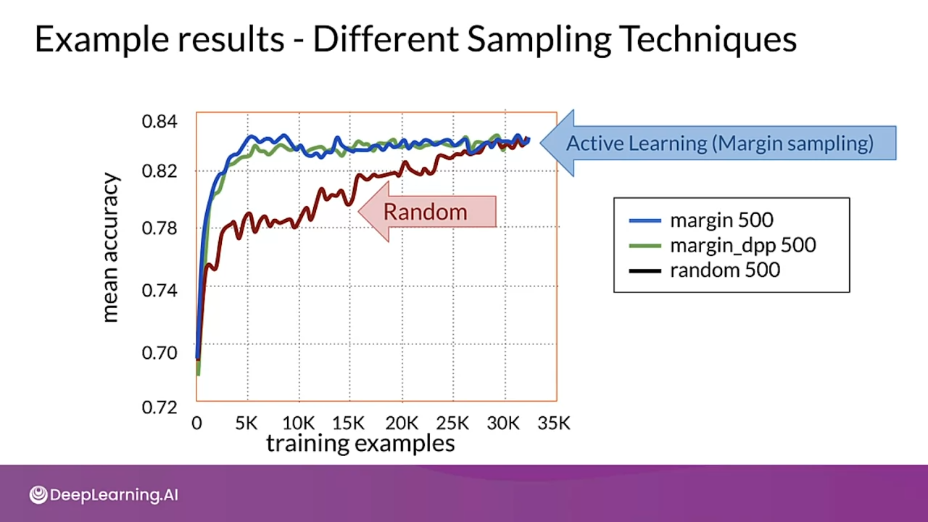 Example results - Different Sampling Techniques
0.84
0.82
0.78
0.74
0.70
0.72
mean accuracy
0 5K 10K 15K 20K 25K 30K 35K
training examples
Active Learning (Margin sampling)
Random
margin 500
margin_dpp 500
random 500
DeepLearning.AI